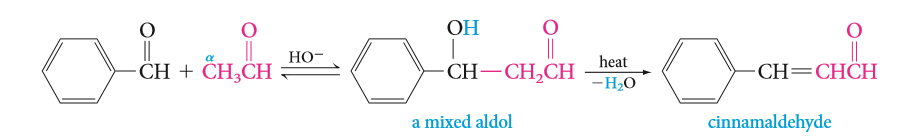 O O OH O O
CH + CH₃CH HO⁻ CH—CH₂CH heat CH=CHCH
α −H₂O
a mixed aldol cinnamaldehyde